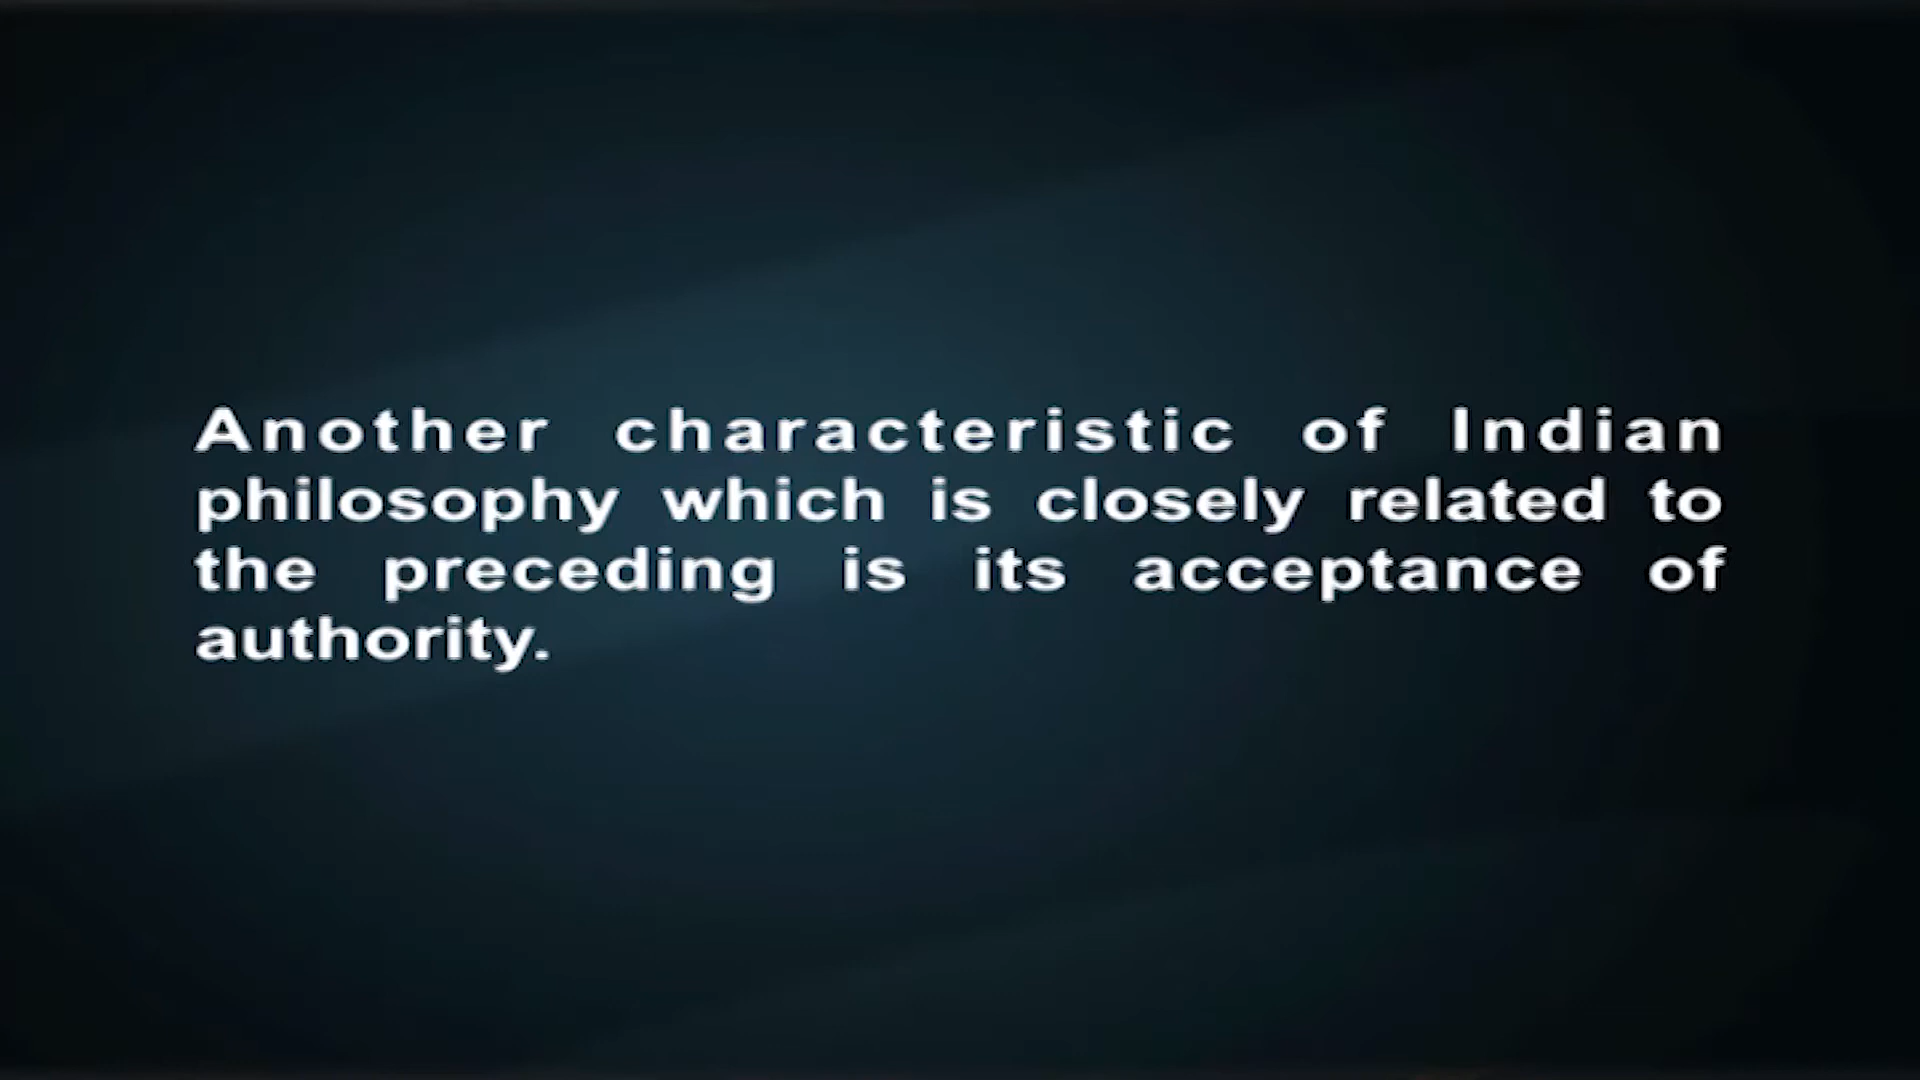 Another characteristic of Indian
philosophy which is closely related to
the preceding is its acceptance of
authority.